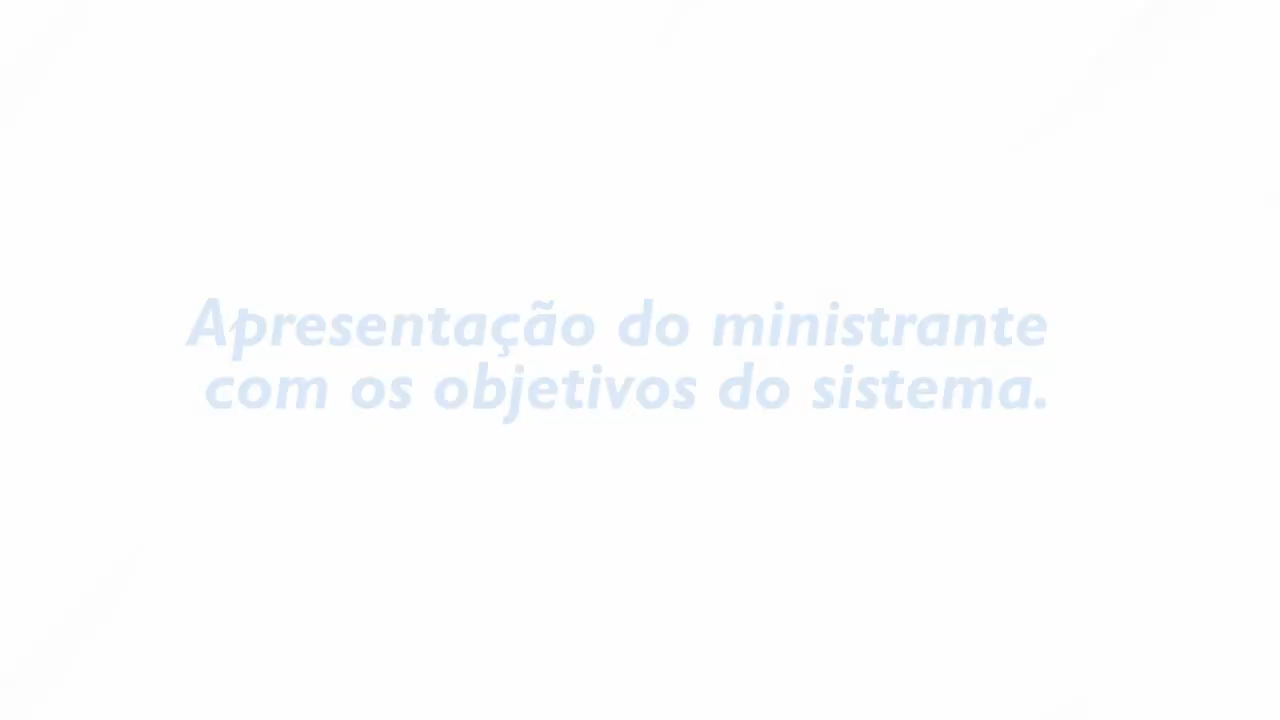 Apresentação do ministrante
com os objetivos do sistema.